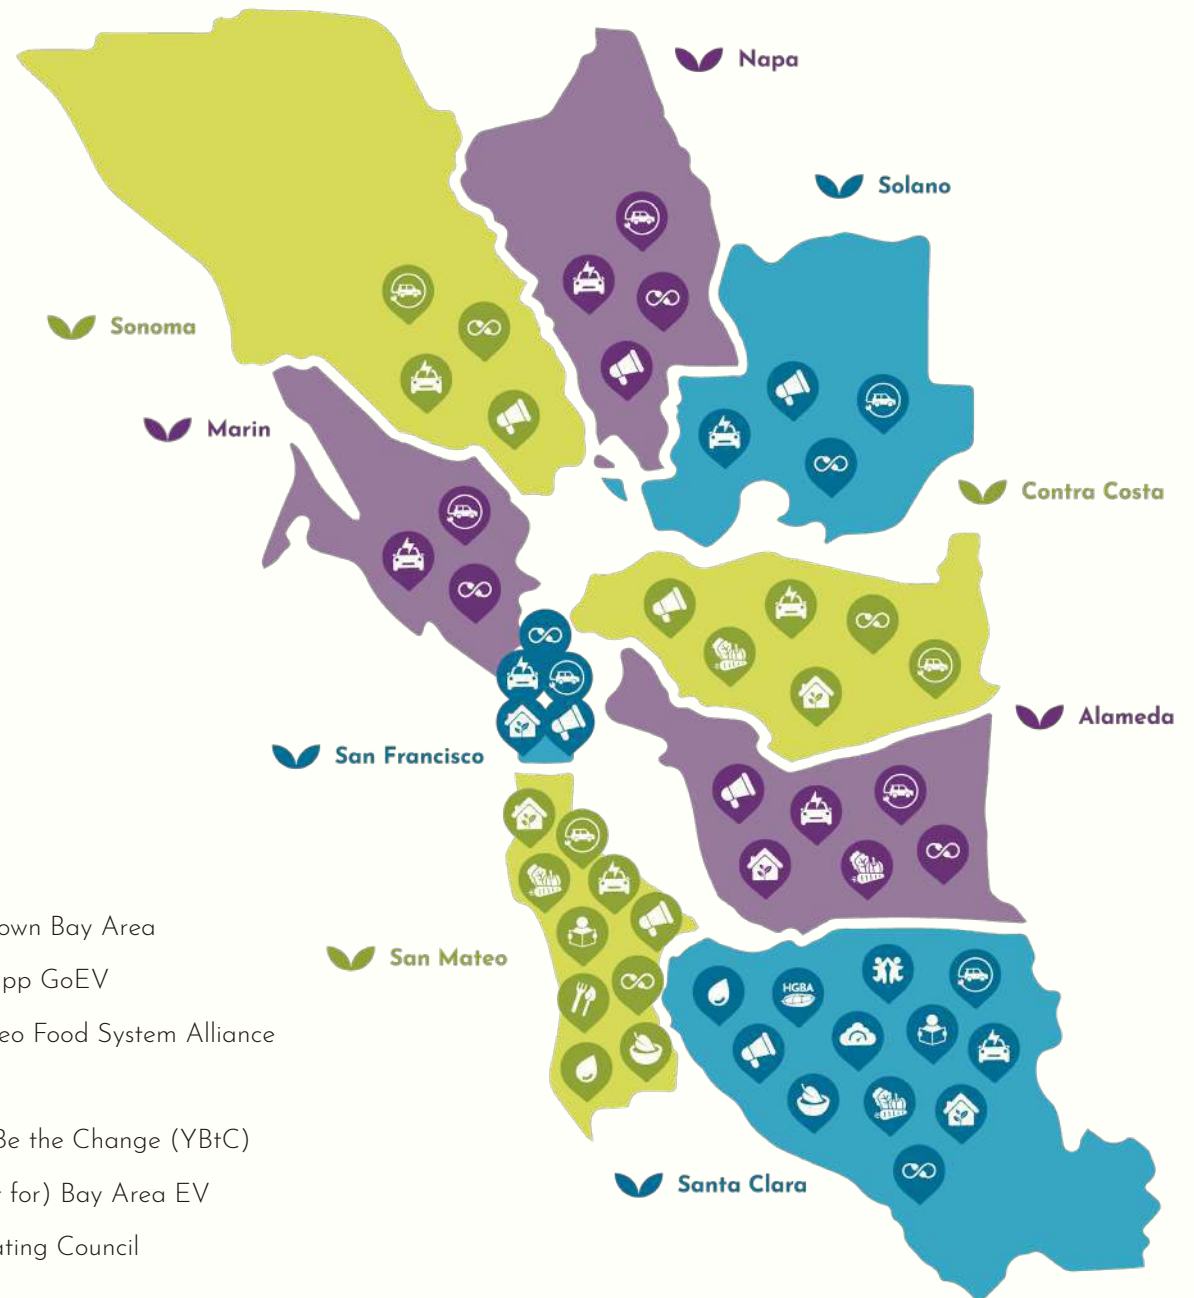 Napa
Solano
Sonoma
Marin
Contra Costa
Alameda
San Francisco
own Bay Area
San Mateo
pp GoEV
HGBA
eo Food System Alliance
Be the Change (YBtC)
for) Bay Area EV
Santa Clara
ating Council